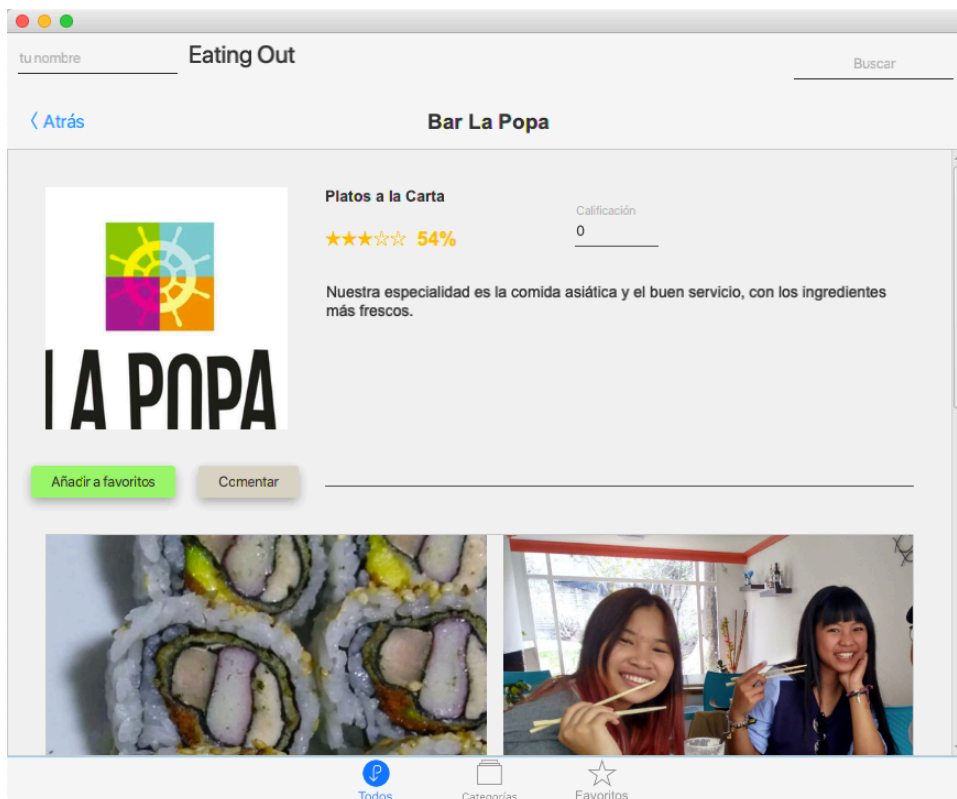 tu nombre
Eating Out
Buscar
Atrás
Bar La Popa
Platos a la Carta
★★★☆☆ 54%
Calificación
0
Nuestra especialidad es la comida asiática y el buen servicio, con los ingredientes
más frescos.
LA POPA
Añadir a favoritos
Comentar
Todos
Categorías
Favoritos